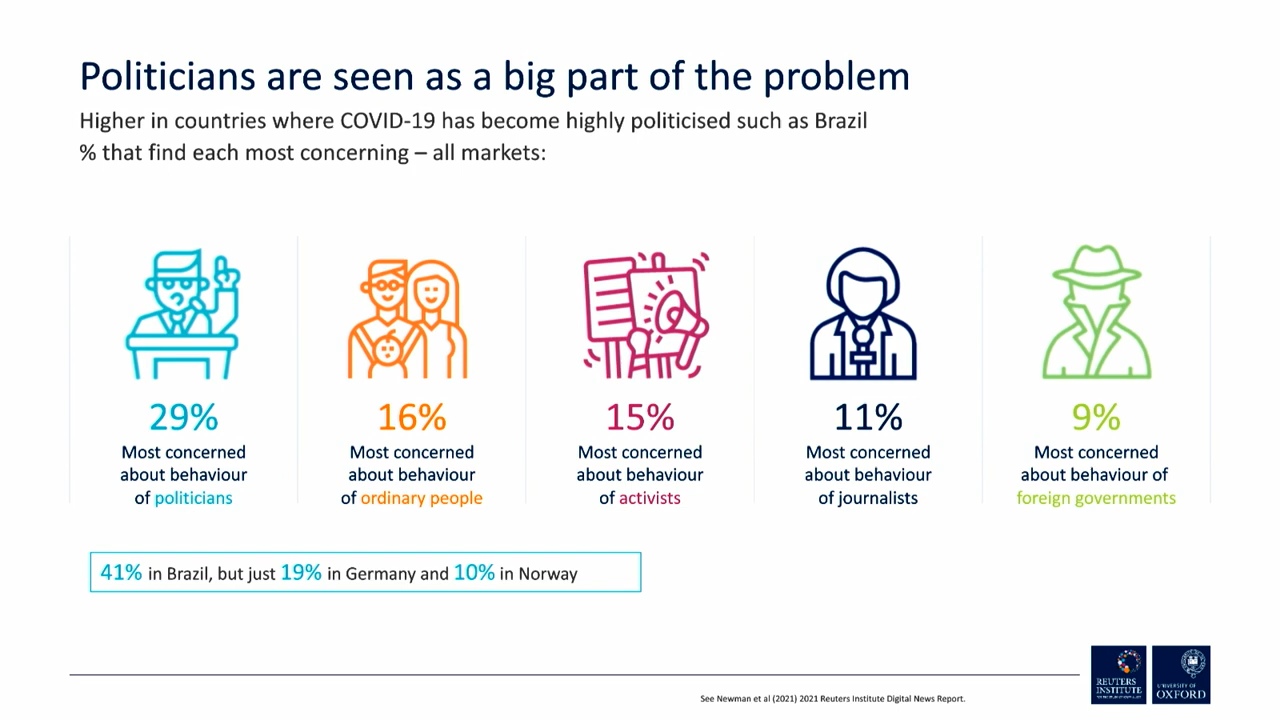 Politicians are seen as a big part of the problem
Higher in countries where COVID-19 has become highly politicised such as Brazil
% that find each most concerning – all markets:
29%
Most concerned
about behaviour
of politicians
16%
Most concerned
about behaviour
of ordinary people
15%
Most concerned
about behaviour
of activists
11%
Most concerned
about behaviour
of journalists
9%
Most concerned
about behaviour of
foreign governments
41% in Brazil, but just 19% in Germany and 10% in Norway
REUTERS
INSTITUTE
UNIVERSITY OF
OXFORD
See Newman et al (2021) 2021 Reuters Institute Digital News Report.